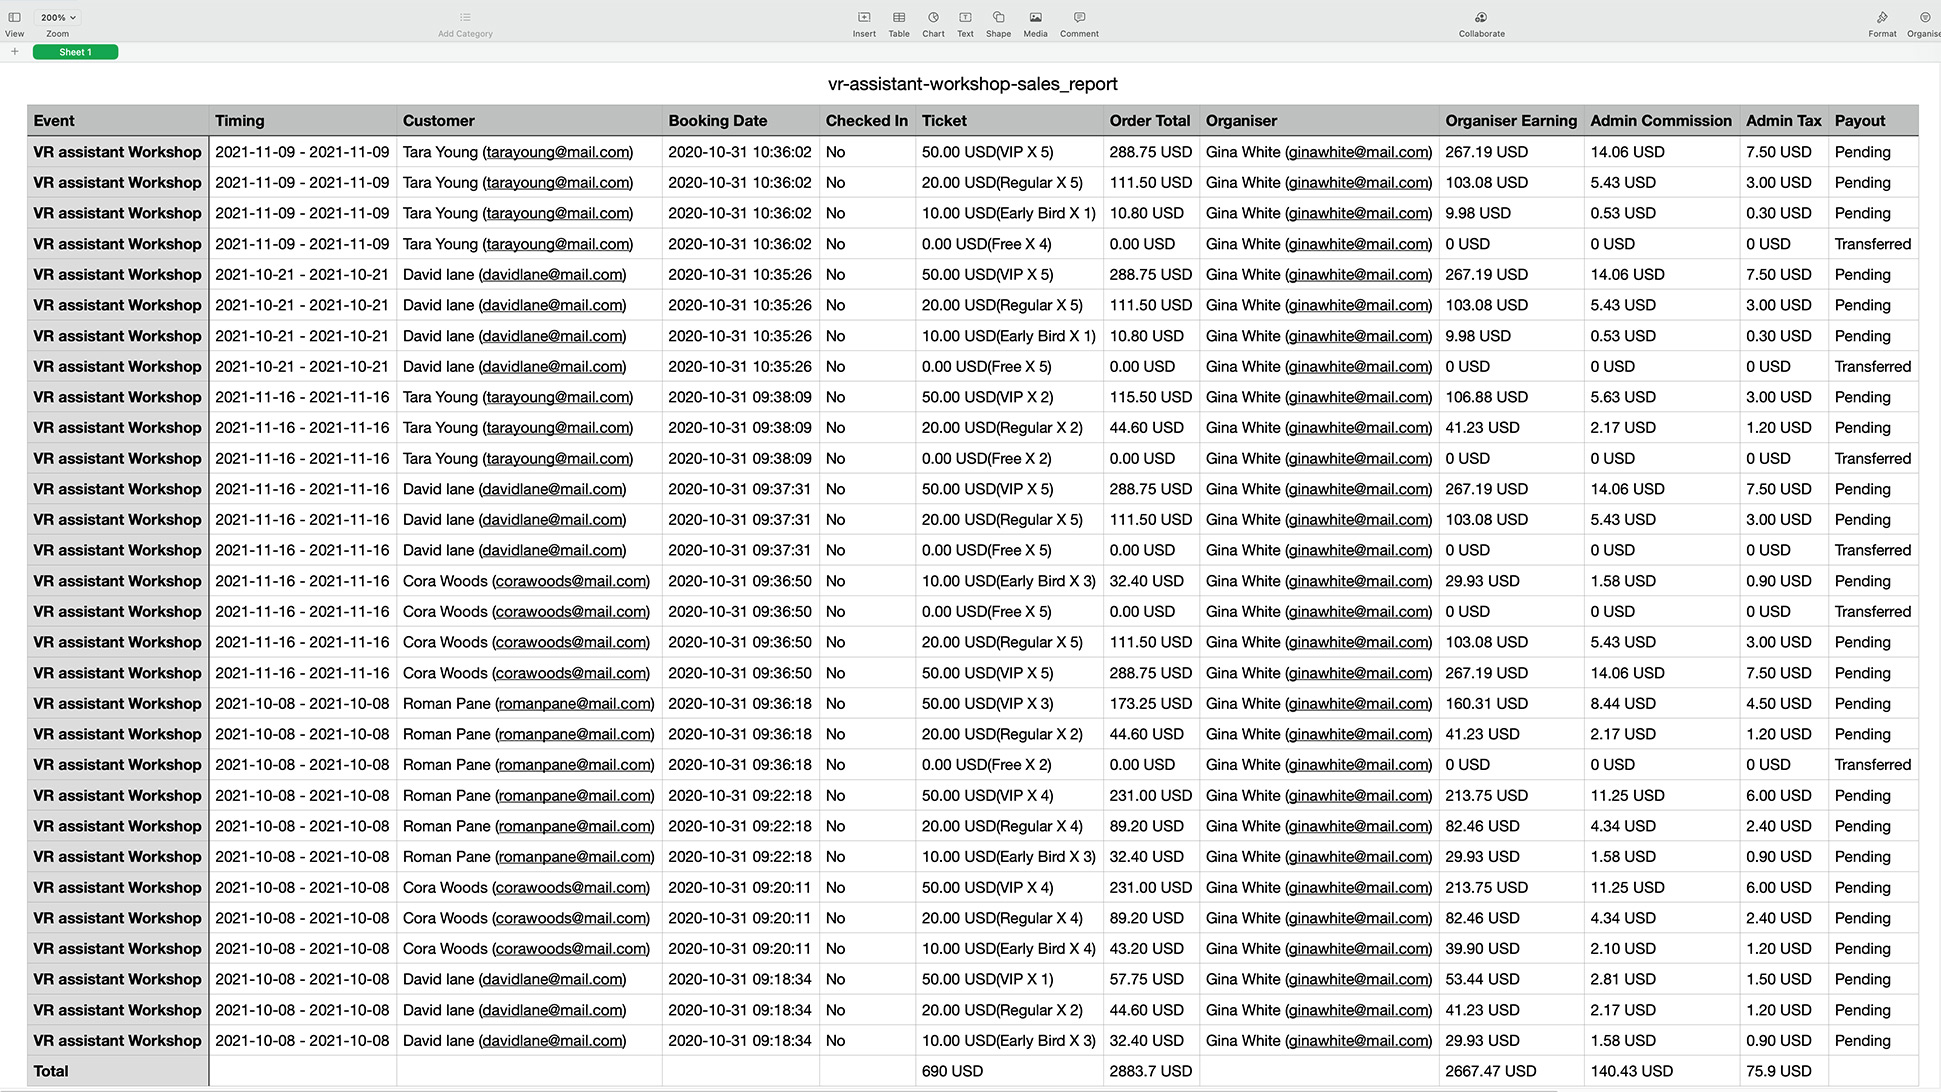 200%
View
Zoom
Add Category
Insert
Table
Chart
Text
Shape
Media
Comment
Collaborate
Format
Organise
+ Sheet 1
vr-assistant-workshop-sales_report
Event Timing Customer Booking Date Checked In Ticket Order Total Organiser Organiser Earning Admin Commission Admin Tax Payout
VR assistant Workshop 2021-11-09 - 2021-11-09 Tara Young (tarayoung@mail.com) 2020-10-31 10:36:02 No 50.00 USD(VIP X 5) 288.75 USD Gina White (ginawhite@mail.com) 267.19 USD 14.06 USD 7.50 USD Pending
VR assistant Workshop 2021-11-09 - 2021-11-09 Tara Young (tarayoung@mail.com) 2020-10-31 10:36:02 No 20.00 USD(Regular X 5) 111.50 USD Gina White (ginawhite@mail.com) 103.08 USD 5.43 USD 3.00 USD Pending
VR assistant Workshop 2021-11-09 - 2021-11-09 Tara Young (tarayoung@mail.com) 2020-10-31 10:36:02 No 10.00 USD(Early Bird X 1) 10.80 USD Gina White (ginawhite@mail.com) 9.98 USD 0.53 USD 0.30 USD Pending
VR assistant Workshop 2021-11-09 - 2021-11-09 Tara Young (tarayoung@mail.com) 2020-10-31 10:36:02 No 0.00 USD(Free X 4) 0.00 USD Gina White (ginawhite@mail.com) 0 USD 0 USD 0 USD Transferred
VR assistant Workshop 2021-10-21 - 2021-10-21 David lane (davidlane@mail.com) 2020-10-31 10:35:26 No 50.00 USD(VIP X 5) 288.75 USD Gina White (ginawhite@mail.com) 267.19 USD 14.06 USD 7.50 USD Pending
VR assistant Workshop 2021-10-21 - 2021-10-21 David lane (davidlane@mail.com) 2020-10-31 10:35:26 No 20.00 USD(Regular X 5) 111.50 USD Gina White (ginawhite@mail.com) 103.08 USD 5.43 USD 3.00 USD Pending
VR assistant Workshop 2021-10-21 - 2021-10-21 David lane (davidlane@mail.com) 2020-10-31 10:35:26 No 10.00 USD(Early Bird X 1) 10.80 USD Gina White (ginawhite@mail.com) 9.98 USD 0.53 USD 0.30 USD Pending
VR assistant Workshop 2021-10-21 - 2021-10-21 David lane (davidlane@mail.com) 2020-10-31 10:35:26 No 0.00 USD(Free X 5) 0.00 USD Gina White (ginawhite@mail.com) 0 USD 0 USD 0 USD Transferred
VR assistant Workshop 2021-11-16 - 2021-11-16 Tara Young (tarayoung@mail.com) 2020-10-31 09:38:09 No 50.00 USD(VIP X 2) 115.50 USD Gina White (ginawhite@mail.com) 106.88 USD 5.63 USD 3.00 USD Pending
VR assistant Workshop 2021-11-16 - 2021-11-16 Tara Young (tarayoung@mail.com) 2020-10-31 09:38:09 No 20.00 USD(Regular X 2) 44.60 USD Gina White (ginawhite@mail.com) 41.23 USD 2.17 USD 1.20 USD Pending
VR assistant Workshop 2021-11-16 - 2021-11-16 Tara Young (tarayoung@mail.com) 2020-10-31 09:38:09 No 0.00 USD(Free X 2) 0.00 USD Gina White (ginawhite@mail.com) 0 USD 0 USD 0 USD Transferred
VR assistant Workshop 2021-11-16 - 2021-11-16 David lane (davidlane@mail.com) 2020-10-31 09:37:31 No 50.00 USD(VIP X 5) 288.75 USD Gina White (ginawhite@mail.com) 267.19 USD 14.06 USD 7.50 USD Pending
VR assistant Workshop 2021-11-16 - 2021-11-16 David lane (davidlane@mail.com) 2020-10-31 09:37:31 No 20.00 USD(Regular X 5) 111.50 USD Gina White (ginawhite@mail.com) 103.08 USD 5.43 USD 3.00 USD Pending
VR assistant Workshop 2021-11-16 - 2021-11-16 David lane (davidlane@mail.com) 2020-10-31 09:37:31 No 0.00 USD(Free X 5) 0.00 USD Gina White (ginawhite@mail.com) 0 USD 0 USD 0 USD Transferred
VR assistant Workshop 2021-11-16 - 2021-11-16 Cora Woods (corawoods@mail.com) 2020-10-31 09:36:50 No 10.00 USD(Early Bird X 3) 32.40 USD Gina White (ginawhite@mail.com) 29.93 USD 1.58 USD 0.90 USD Pending
VR assistant Workshop 2021-11-16 - 2021-11-16 Cora Woods (corawoods@mail.com) 2020-10-31 09:36:50 No 0.00 USD(Free X 5) 0.00 USD Gina White (ginawhite@mail.com) 0 USD 0 USD 0 USD Transferred
VR assistant Workshop 2021-11-16 - 2021-11-16 Cora Woods (corawoods@mail.com) 2020-10-31 09:36:50 No 20.00 USD(Regular X 5) 111.50 USD Gina White (ginawhite@mail.com) 103.08 USD 5.43 USD 3.00 USD Pending
VR assistant Workshop 2021-11-16 - 2021-11-16 Cora Woods (corawoods@mail.com) 2020-10-31 09:36:50 No 50.00 USD(VIP X 5) 288.75 USD Gina White (ginawhite@mail.com) 267.19 USD 14.06 USD 7.50 USD Pending
VR assistant Workshop 2021-10-08 - 2021-10-08 Roman Pane (romanpane@mail.com) 2020-10-31 09:36:18 No 50.00 USD(VIP X 3) 173.25 USD Gina White (ginawhite@mail.com) 160.31 USD 8.44 USD 4.50 USD Pending
VR assistant Workshop 2021-10-08 - 2021-10-08 Roman Pane (romanpane@mail.com) 2020-10-31 09:36:18 No 20.00 USD(Regular X 2) 44.60 USD Gina White (ginawhite@mail.com) 41.23 USD 2.17 USD 1.20 USD Pending
VR assistant Workshop 2021-10-08 - 2021-10-08 Roman Pane (romanpane@mail.com) 2020-10-31 09:36:18 No 0.00 USD(Free X 2) 0.00 USD Gina White (ginawhite@mail.com) 0 USD 0 USD 0 USD Transferred
VR assistant Workshop 2021-10-08 - 2021-10-08 Roman Pane (romanpane@mail.com) 2020-10-31 09:22:18 No 50.00 USD(VIP X 4) 231.00 USD Gina White (ginawhite@mail.com) 213.75 USD 11.25 USD 6.00 USD Pending
VR assistant Workshop 2021-10-08 - 2021-10-08 Roman Pane (romanpane@mail.com) 2020-10-31 09:22:18 No 20.00 USD(Regular X 4) 89.20 USD Gina White (ginawhite@mail.com) 82.46 USD 4.34 USD 2.40 USD Pending
VR assistant Workshop 2021-10-08 - 2021-10-08 Roman Pane (romanpane@mail.com) 2020-10-31 09:22:18 No 10.00 USD(Early Bird X 3) 32.40 USD Gina White (ginawhite@mail.com) 29.93 USD 1.58 USD 0.90 USD Pending
VR assistant Workshop 2021-10-08 - 2021-10-08 Cora Woods (corawoods@mail.com) 2020-10-31 09:20:11 No 50.00 USD(VIP X 4) 231.00 USD Gina White (ginawhite@mail.com) 213.75 USD 11.25 USD 6.00 USD Pending
VR assistant Workshop 2021-10-08 - 2021-10-08 Cora Woods (corawoods@mail.com) 2020-10-31 09:20:11 No 20.00 USD(Regular X 4) 89.20 USD Gina White (ginawhite@mail.com) 82.46 USD 4.34 USD 2.40 USD Pending
VR assistant Workshop 2021-10-08 - 2021-10-08 Cora Woods (corawoods@mail.com) 2020-10-31 09:20:11 No 10.00 USD(Early Bird X 4) 43.20 USD Gina White (ginawhite@mail.com) 39.90 USD 2.10 USD 1.20 USD Pending
VR assistant Workshop 2021-10-08 - 2021-10-08 David lane (davidlane@mail.com) 2020-10-31 09:18:34 No 50.00 USD(VIP X 1) 57.75 USD Gina White (ginawhite@mail.com) 53.44 USD 2.81 USD 1.50 USD Pending
VR assistant Workshop 2021-10-08 - 2021-10-08 David lane (davidlane@mail.com) 2020-10-31 09:18:34 No 20.00 USD(Regular X 2) 44.60 USD Gina White (ginawhite@mail.com) 41.23 USD 2.17 USD 1.20 USD Pending
VR assistant Workshop 2021-10-08 - 2021-10-08 David lane (davidlane@mail.com) 2020-10-31 09:18:34 No 10.00 USD(Early Bird X 3) 32.40 USD Gina White (ginawhite@mail.com) 29.93 USD 1.58 USD 0.90 USD Pending
Total 690 USD 2883.7 USD 2667.47 USD 140.43 USD 75.9 USD